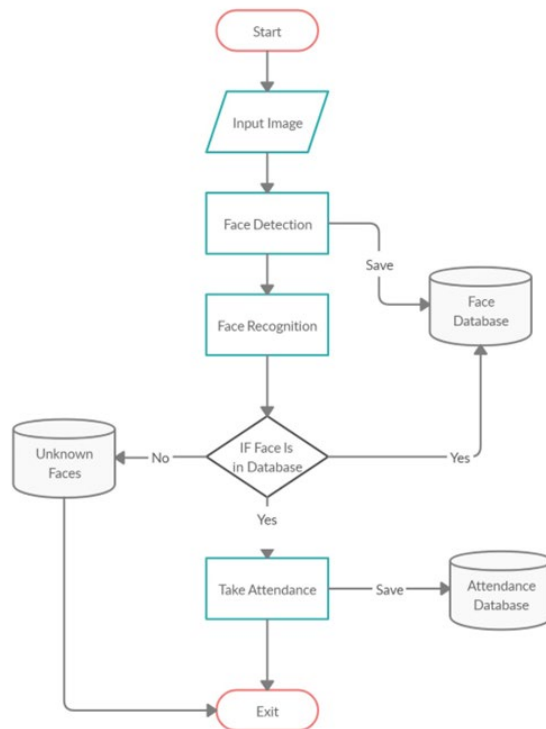 Start
Input Image
Face Detection
Save
Face
Database
Face Recognition
IF Face Is
in Database
No
Unknown
Faces
Yes
Yes
Take Attendance
Save
Attendance
Database
Exit